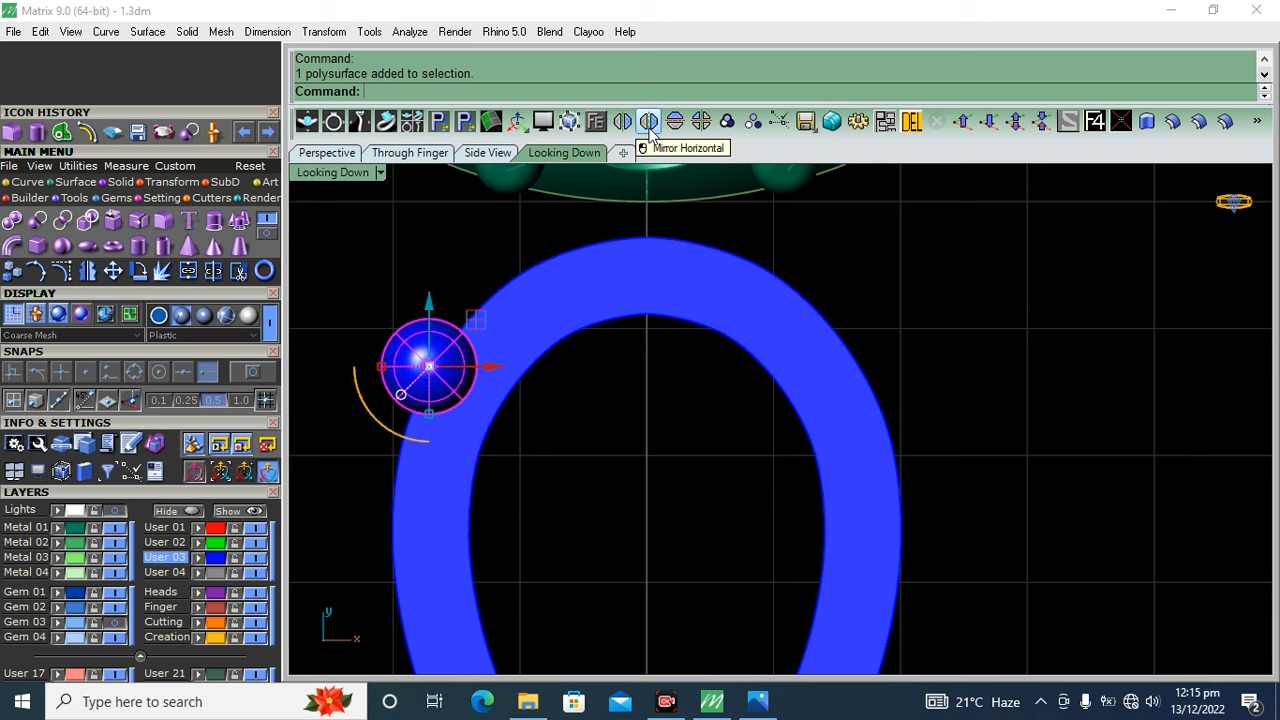 Matrix 9.0 (64-bit) - 1.3dm
File Edit View Curve Surface Solid Mesh Dimension Transform Tools Analyze Render Rhino 5.0 Blend Clayoo Help
Command:
1 polysurface added to selection.
Command:
ICON HISTORY
MAIN MENU
File View Utilities Measure Custom Reset
Curve Surface Solid Transform SubD Art
Builder Tools Gems Setting Cutters Render
DISPLAY
Coarse Mesh Plastic
SNAPS
0.1 0.25 0.5 1.0
INFO & SETTINGS
LAYERS
Lights Hide Show
Metal 01 User 01
Metal 02 User 02
Metal 03 User 03
Metal 04 User 04
Gem 01 Heads
Gem 02 Finger
Gem 03 Cutting
Gem 04 Creation
User 17 User 21
P P FE DEL S F4 »
Mirror Horizontal
Perspective Through Finger Side View Looking Down
Looking Down
y
x
Type here to search
21°C Haze
12:15 pm
13/12/2022
2